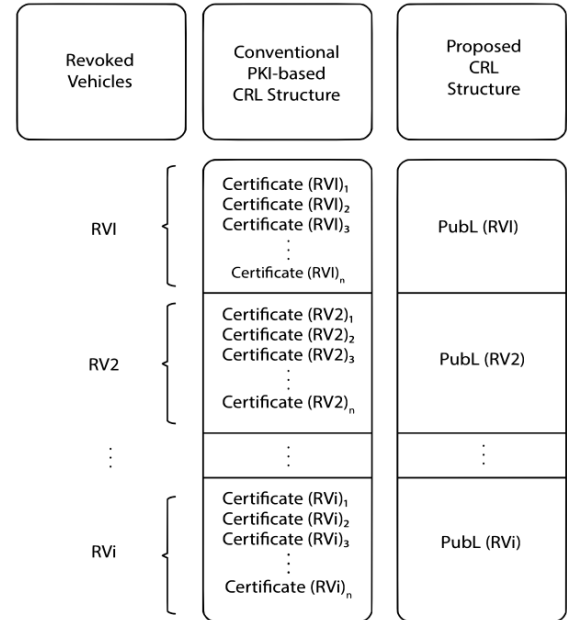 Revoked
Vehicles
Conventional
PKI-based
CRL Structure
Proposed
CRL
Structure
RVI
Certificate (RVI)₁
Certificate (RVI)₂
Certificate (RVI)₃
⋮
Certificate (RVI)ₙ
PubL (RVI)
RV2
Certificate (RV2)₁
Certificate (RV2)₂
Certificate (RV2)₃
⋮
Certificate (RV2)ₙ
PubL (RV2)
⋮
⋮
⋮
RVi
Certificate (RVi)₁
Certificate (RVi)₂
Certificate (RVi)₃
⋮
Certificate (RVi)ₙ
PubL (RVi)